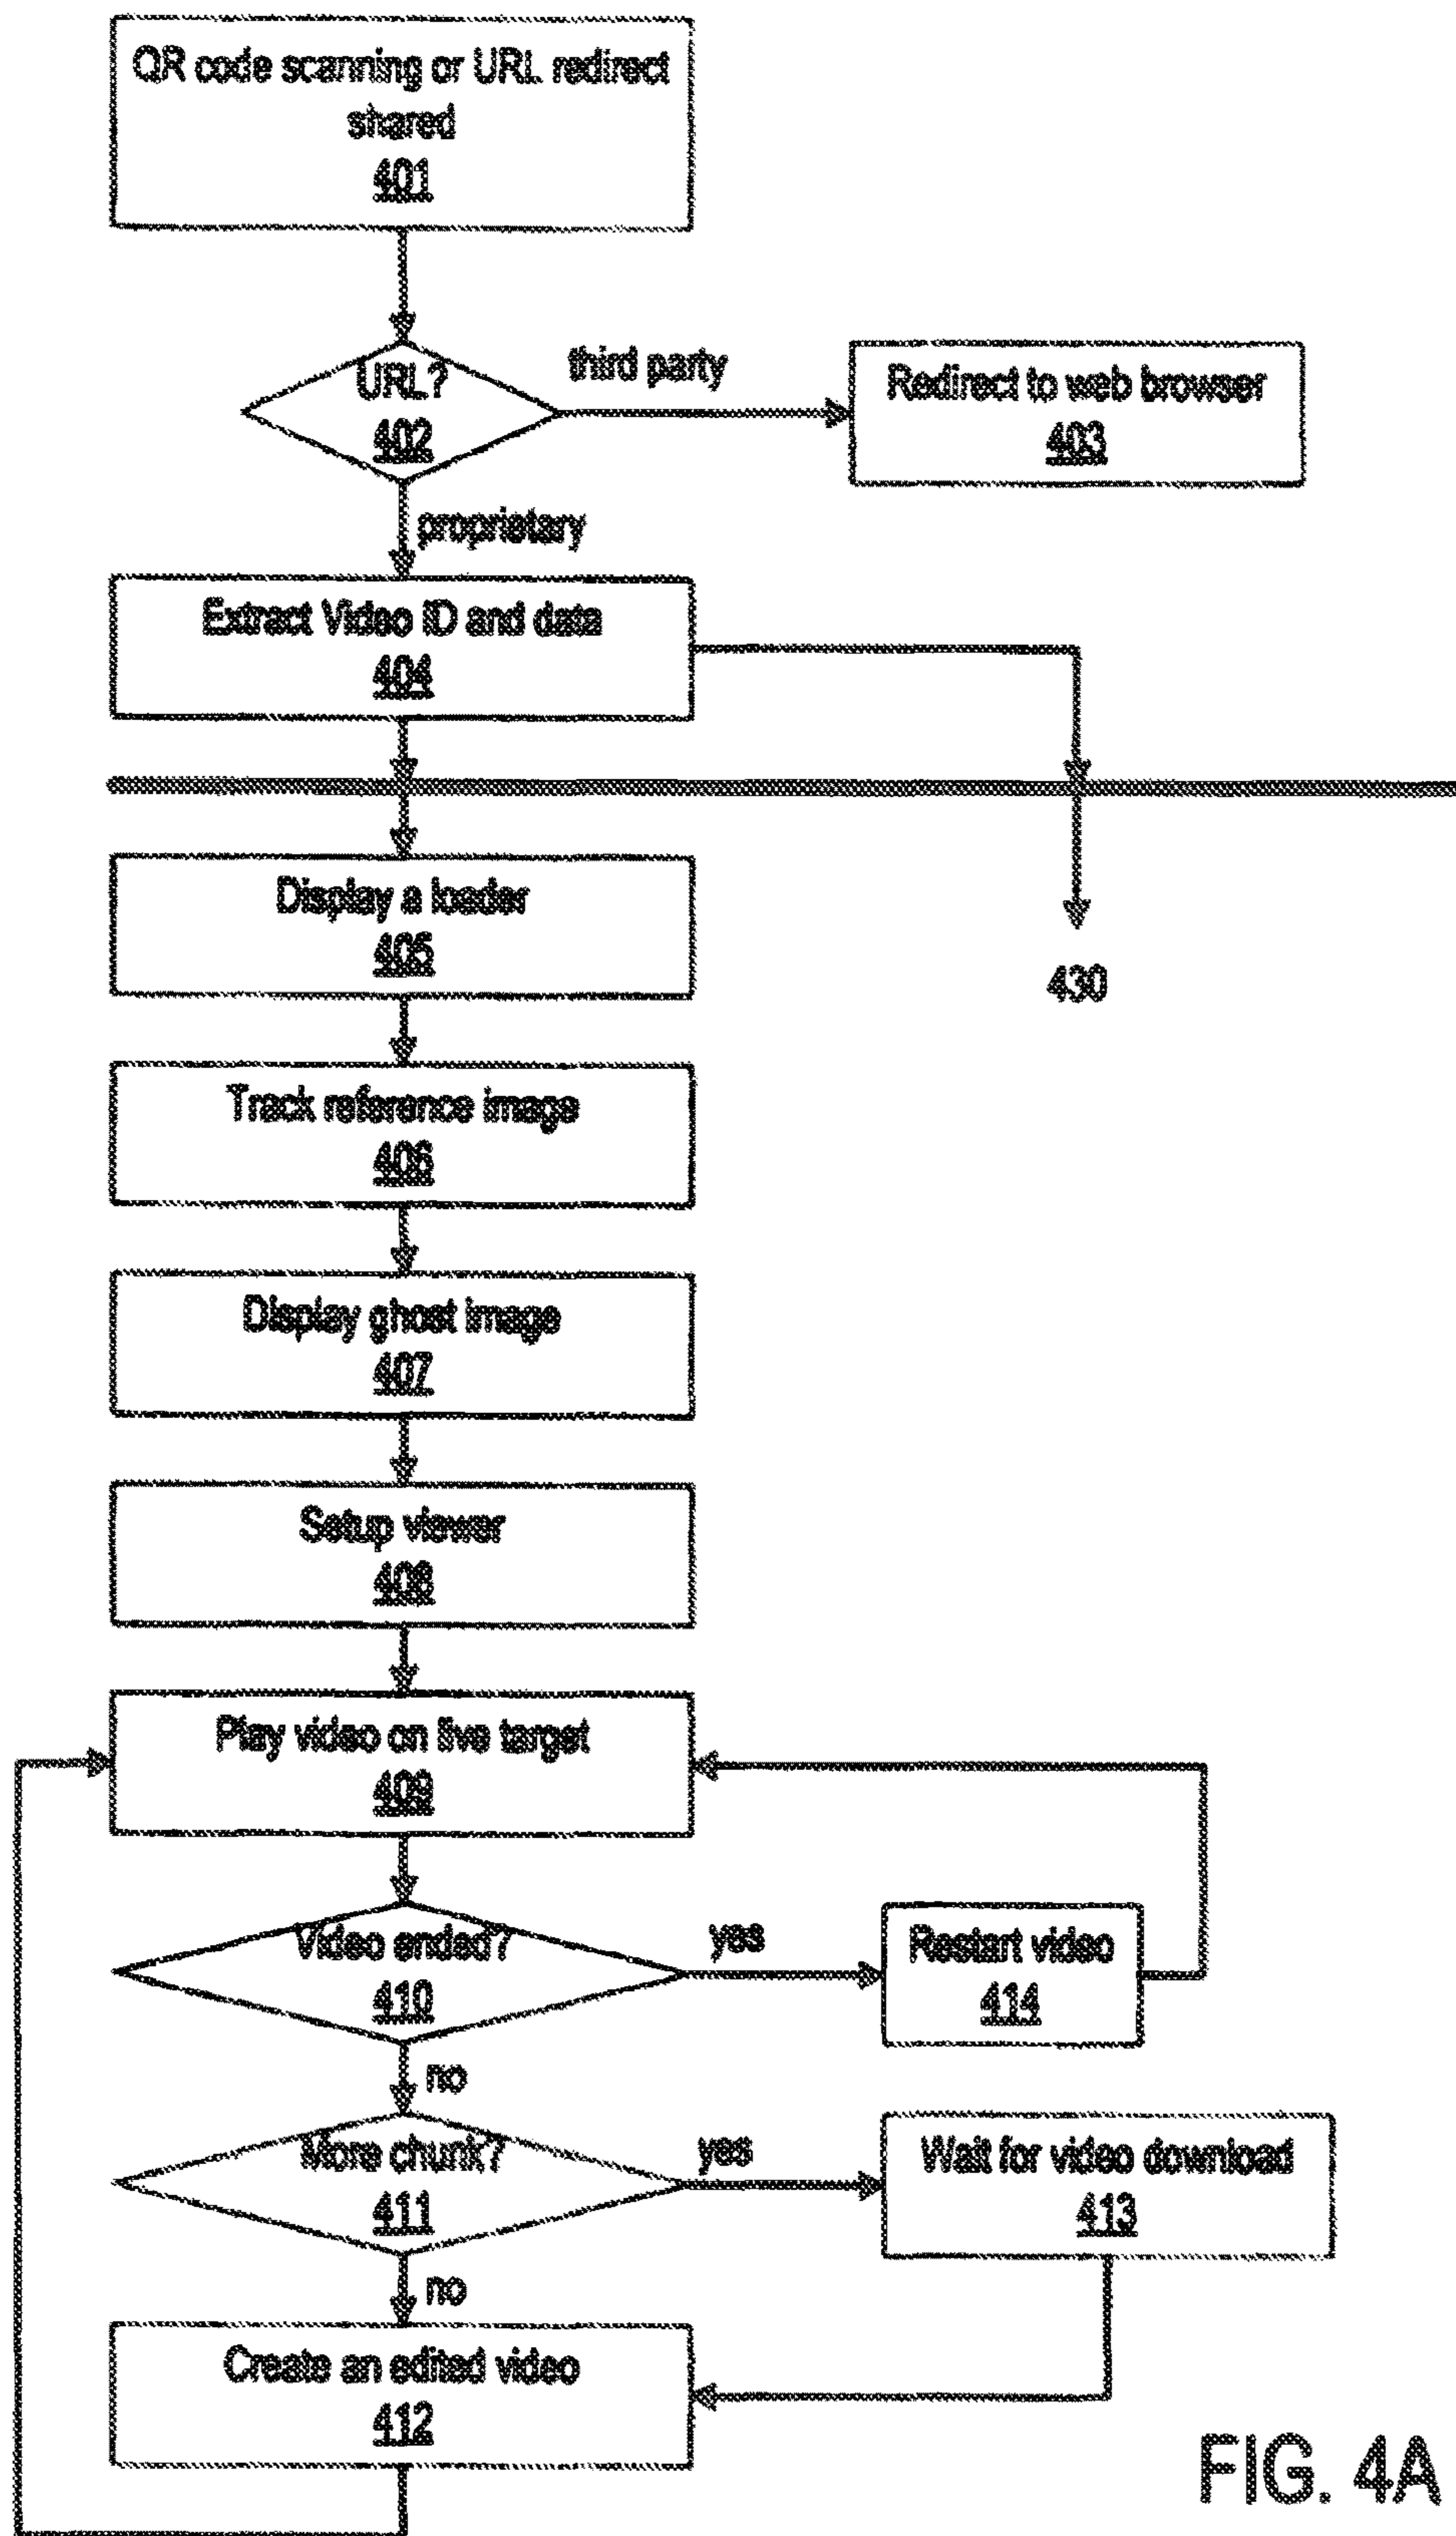 QR code scanning or URL redirect
shared
401
URL?
402
third party
Redirect to web browser
403
proprietary
Extract Video ID and data
404
Display a loader
405
430
Track reference image
406
Display ghost image
407
Setup viewer
408
Play video on live target
409
Video ended?
410
yes
Restart video
414
no
More chunk?
411
yes
Wait for video download
413
no
Create an edited video
412
FIG. 4A